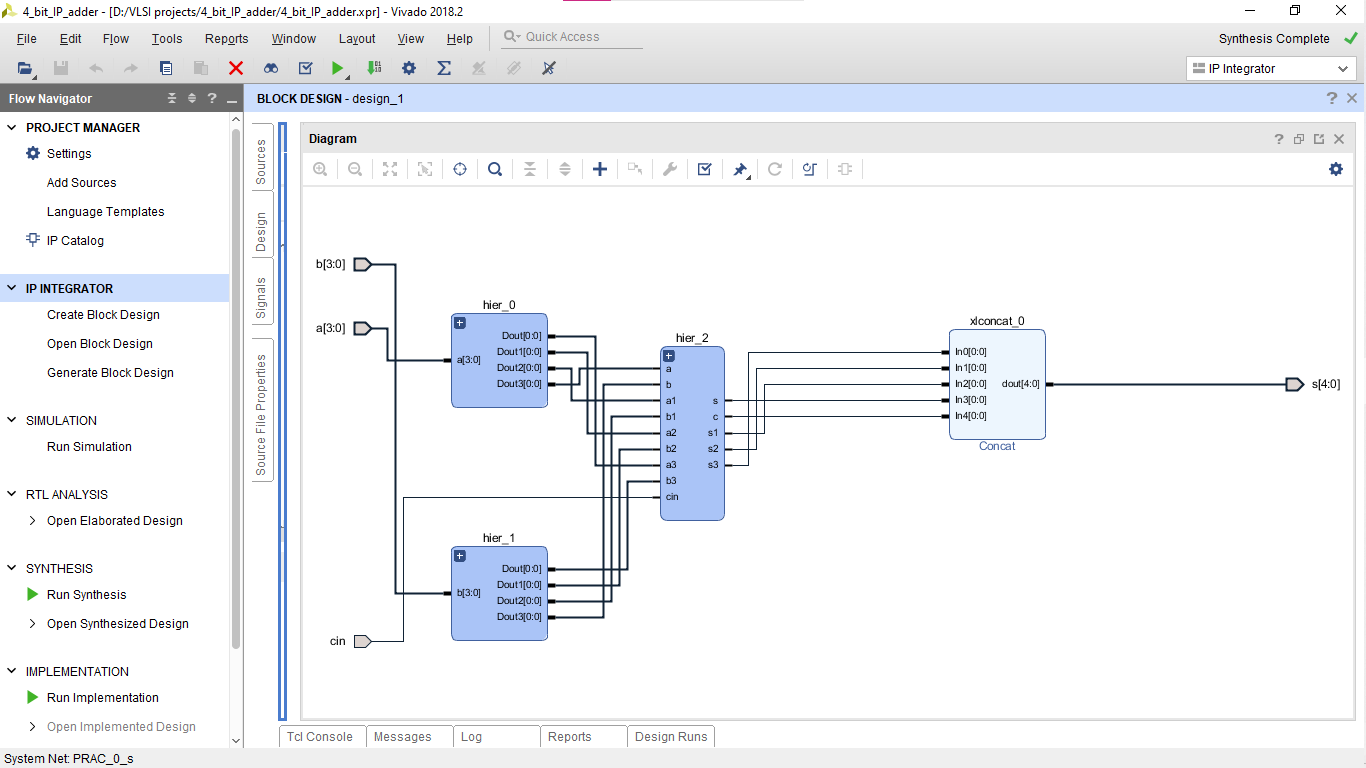 4_bit_IP_adder - [D:/VLSI projects/4_bit_IP_adder/4_bit_IP_adder.xpr] - Vivado 2018.2
File Edit Flow Tools Reports Window Layout View Help Quick Access Synthesis Complete
IP Integrator
Flow Navigator
BLOCK DESIGN - design_1
PROJECT MANAGER
Settings
Add Sources
Language Templates
IP Catalog
IP INTEGRATOR
Create Block Design
Open Block Design
Generate Block Design
SIMULATION
Run Simulation
RTL ANALYSIS
Open Elaborated Design
SYNTHESIS
Run Synthesis
Open Synthesized Design
IMPLEMENTATION
Run Implementation
Open Implemented Design
Sources
Design
Signals
Source File Properties
Diagram
b[3:0]
a[3:0]
cin
hier_0
a[3:0]
Dout[0:0]
Dout1[0:0]
Dout2[0:0]
Dout3[0:0]
hier_1
b[3:0]
Dout[0:0]
Dout1[0:0]
Dout2[0:0]
Dout3[0:0]
hier_2
a
b
a1 s
b1 c
a2 s1
b2 s2
a3 s3
b3
cin
xlconcat_0
In0[0:0]
In1[0:0]
In2[0:0] dout[4:0]
In3[0:0]
In4[0:0]
Concat
s[4:0]
Tcl Console Messages Log Reports Design Runs
System Net: PRAC_0_s